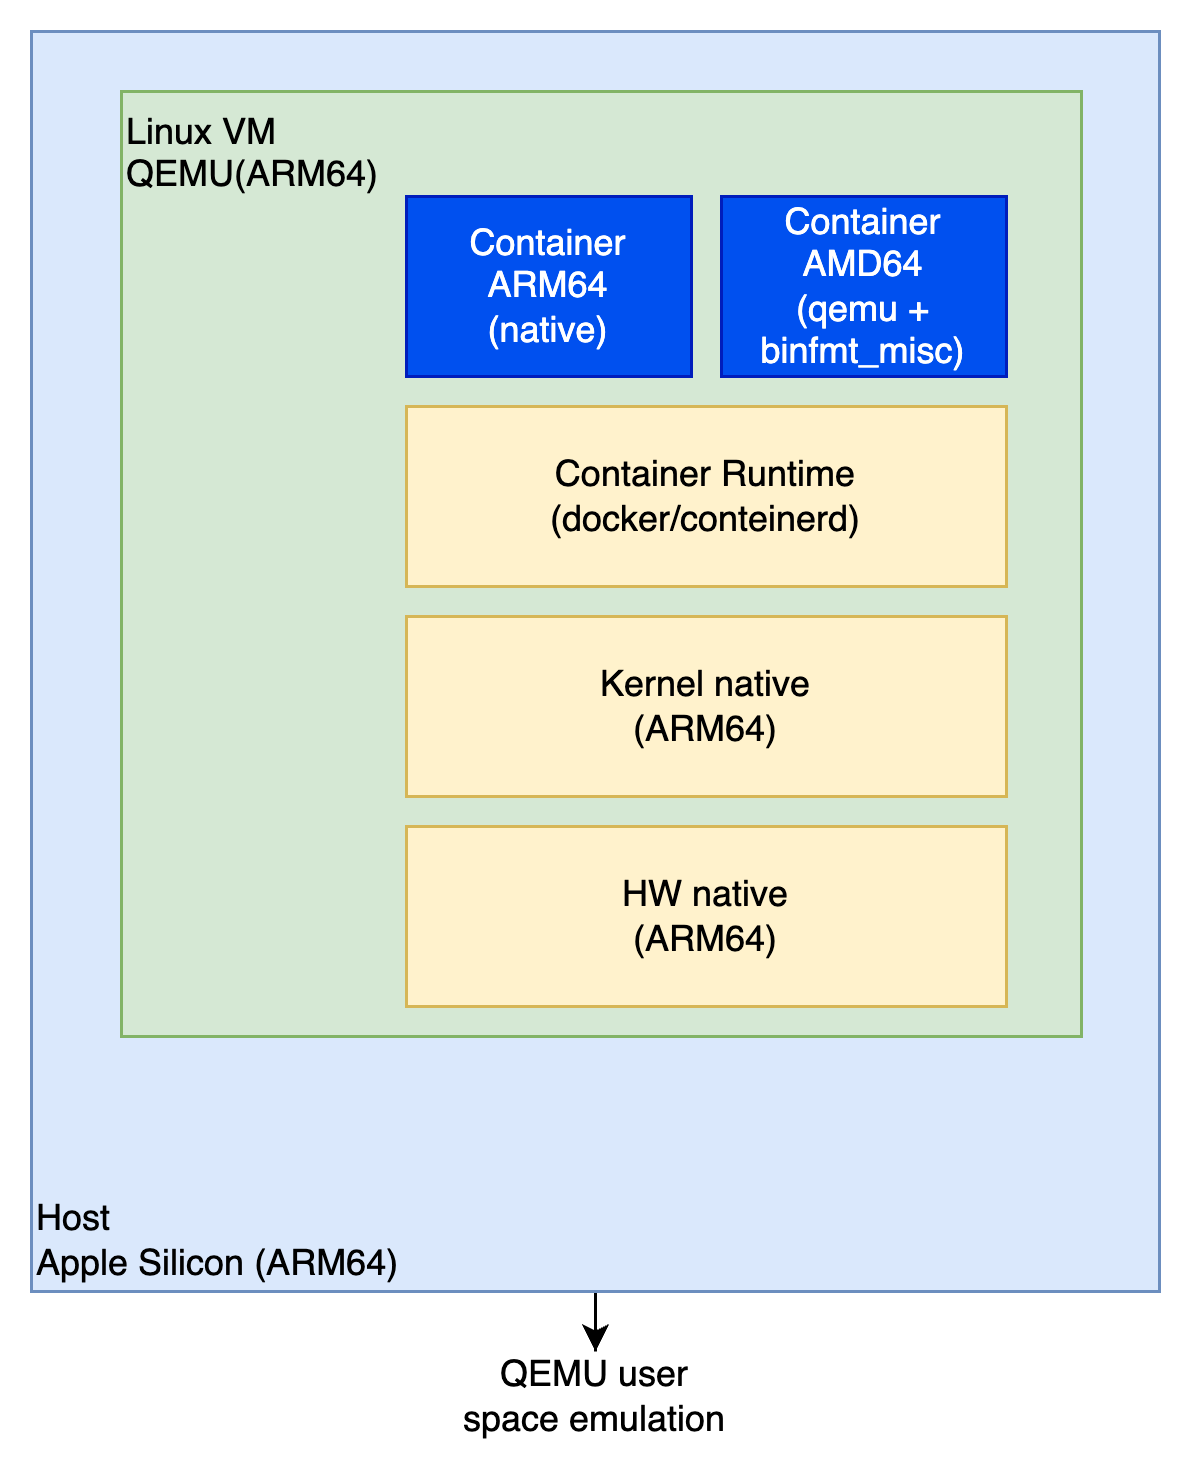 Linux VM
QEMU(ARM64)
Container
ARM64
(native)
Container
AMD64
(qemu +
binfmt_misc)
Container Runtime
(docker/conteinerd)
Kernel native
(ARM64)
HW native
(ARM64)
Host
Apple Silicon (ARM64)
QEMU user
space emulation